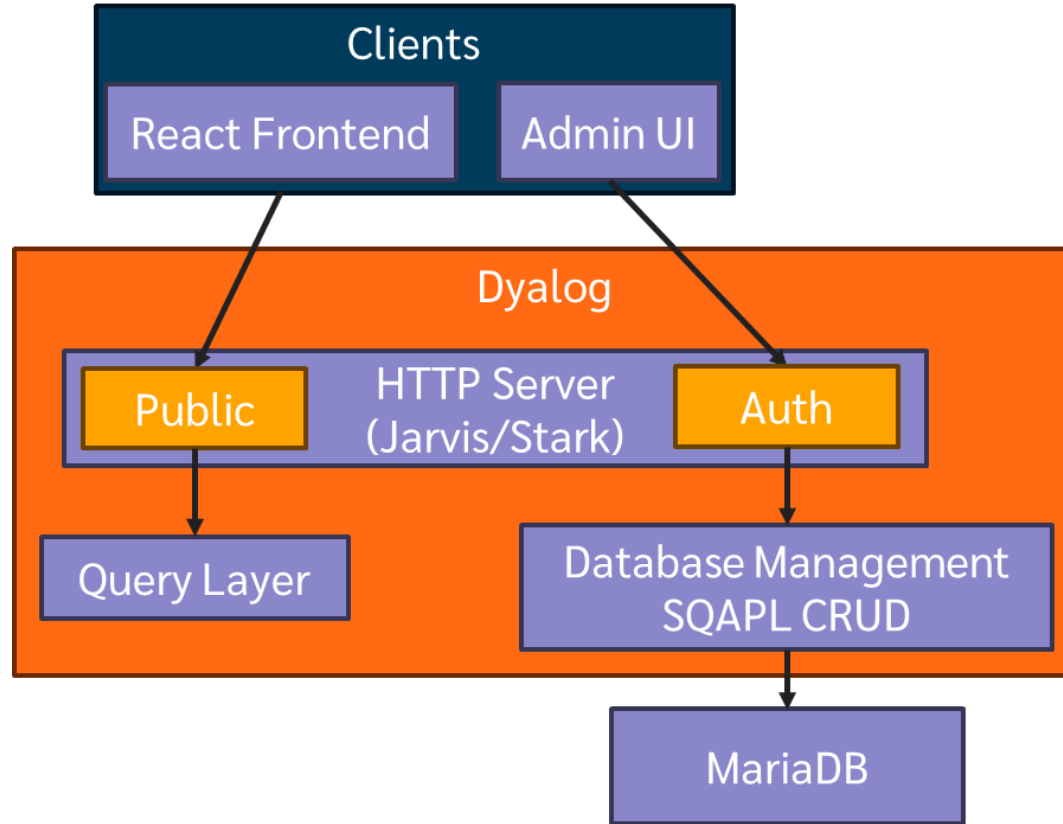 Clients
React Frontend
Admin UI
Dyalog
Public
HTTP Server
(Jarvis/Stark)
Auth
Query Layer
Database Management
SQAPL CRUD
MariaDB